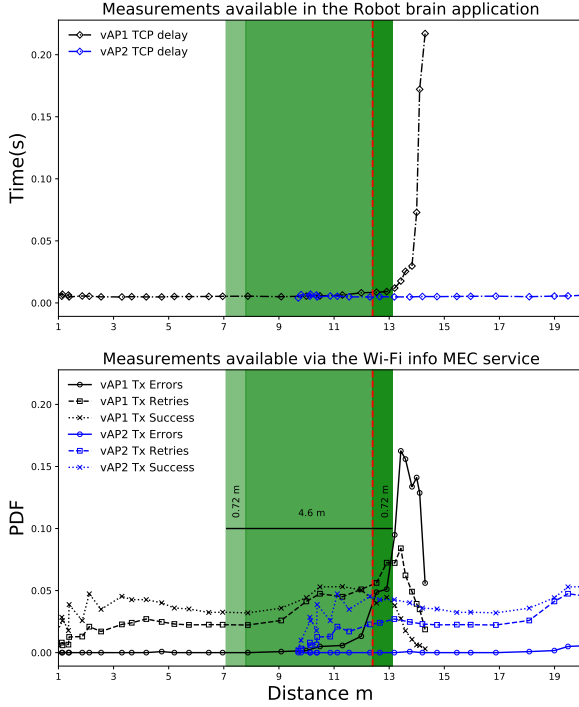 Measurements available in the Robot brain application
vAP1 TCP delay
vAP2 TCP delay
Time(s)
0.20
0.15
0.10
0.05
0.00
1 3 5 7 9 11 13 15 17 19
Measurements available via the Wi-Fi info MEC service
vAP1 Tx Errors
vAP1 Tx Retries
vAP1 Tx Success
vAP2 Tx Errors
vAP2 Tx Retries
vAP2 Tx Success
0.72 m
4.6 m
0.72 m
PDF
0.20
0.15
0.10
0.05
0.00
1 3 5 7 9 11 13 15 17 19
Distance m